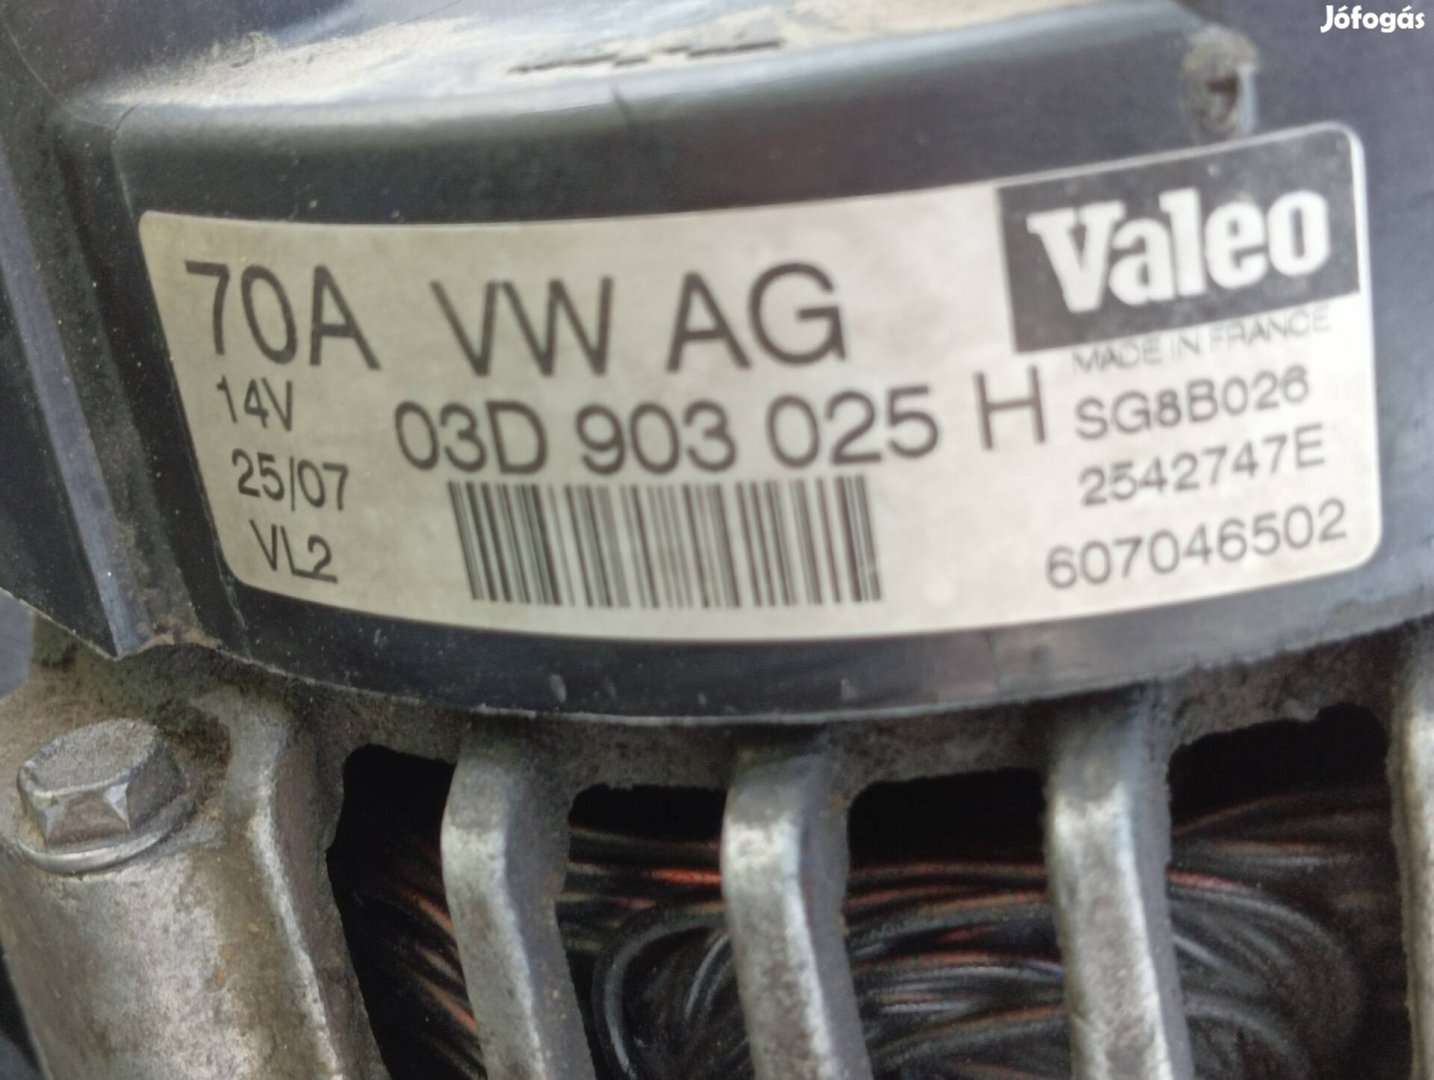 Jófogás
Valeo
70A VW AG
MADE IN FRANCE
14V
03D 903 025 H
SG8B026
25/07
2542747E
VL2
607046502